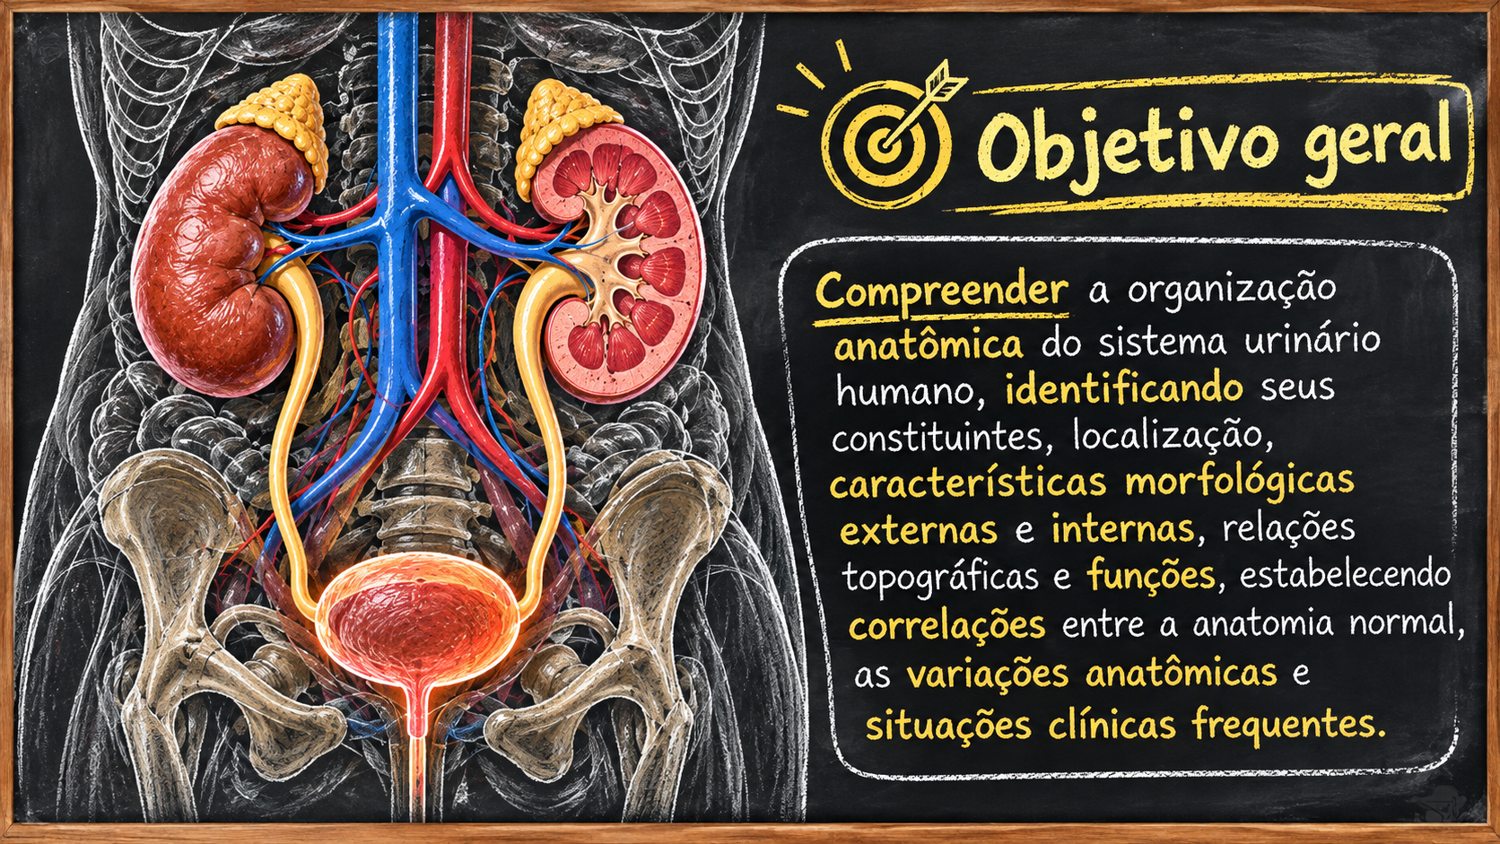 Objetivo geral
Compreender a organização
anatômica do sistema urinário
humano, identificando seus
constituintes, localização,
características morfológicas
externas e internas, relações
topográficas e funções, estabelecendo
correlações entre a anatomia normal,
as variações anatômicas e
situações clínicas frequentes.